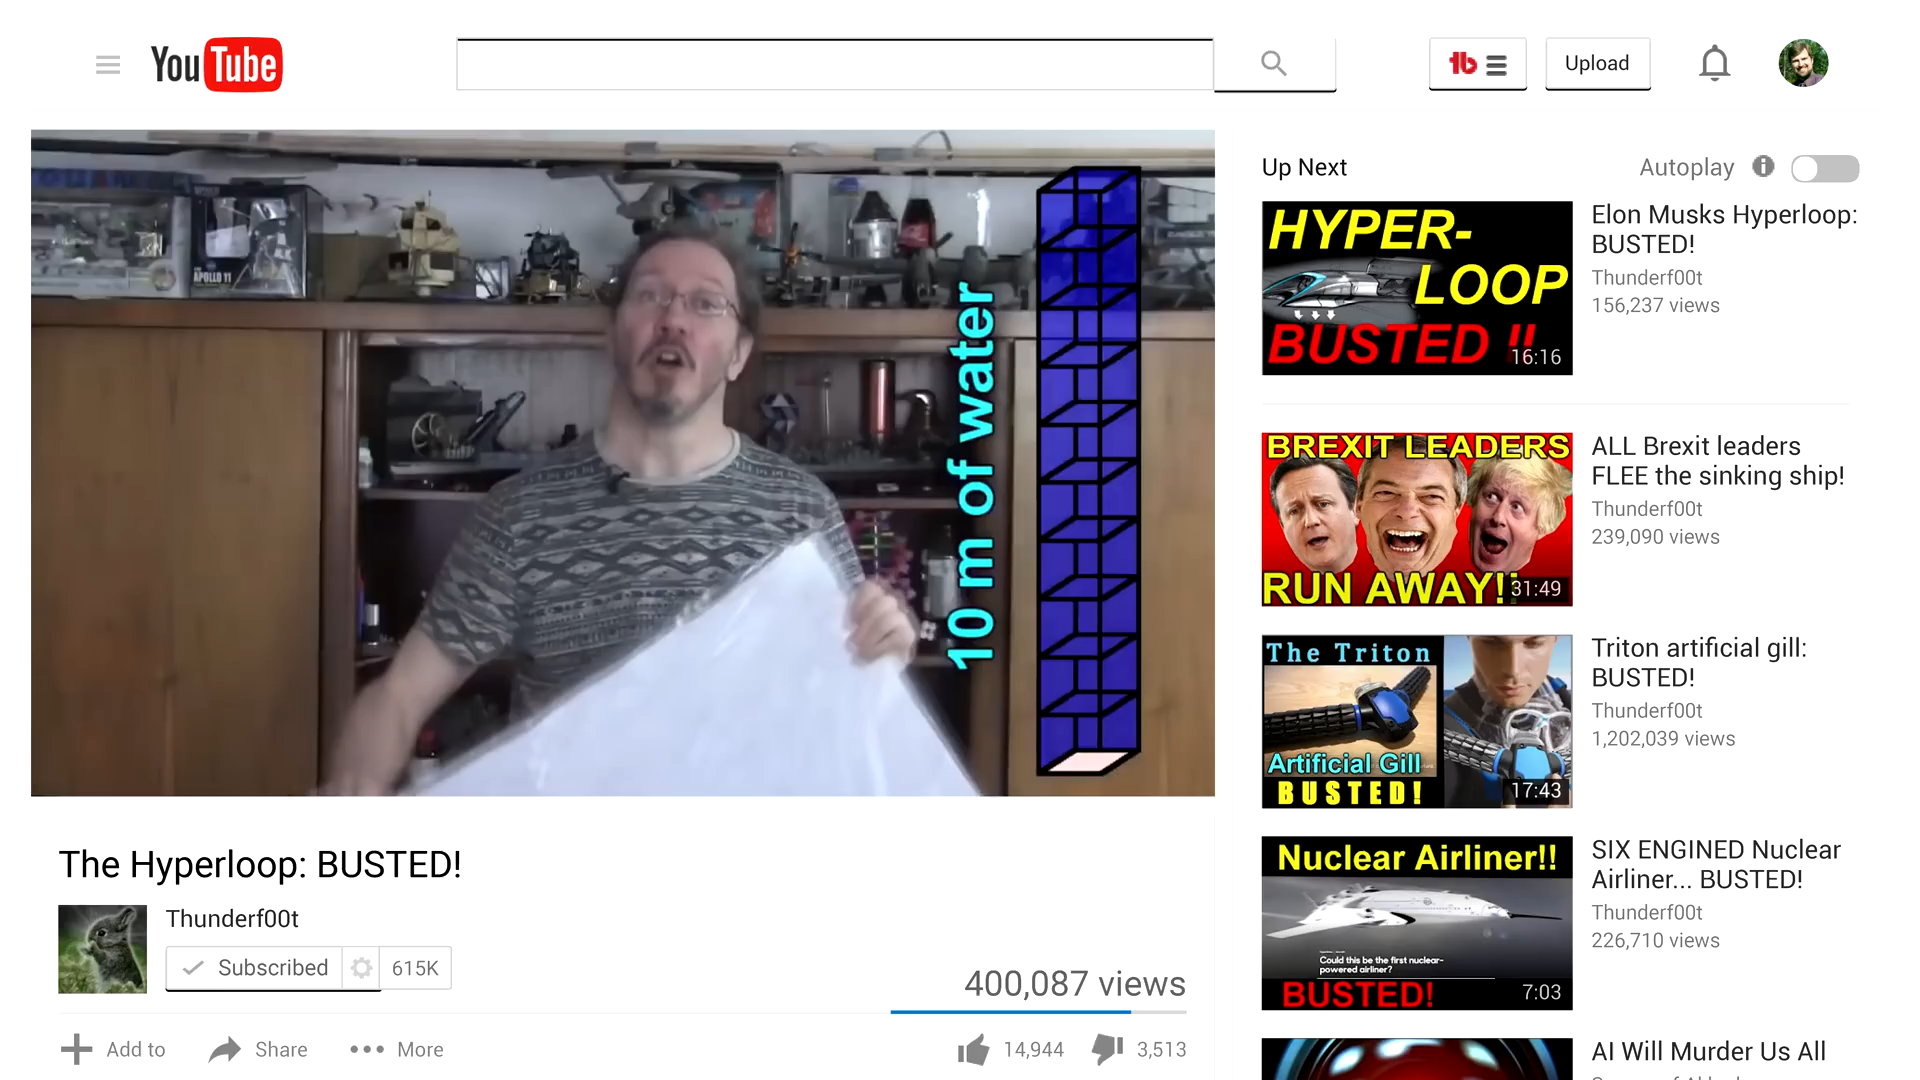 YouTube
Upload
10 m of water
APOLLO 11
Up Next
Autoplay
HYPER-
LOOP
BUSTED !!
16:16
Elon Musks Hyperloop:
BUSTED!
Thunderf00t
156,237 views
BREXIT LEADERS
RUN AWAY!!
31:49
ALL Brexit leaders
FLEE the sinking ship!
Thunderf00t
239,090 views
The Triton
Artificial Gill
BUSTED!
17:43
Triton artificial gill:
BUSTED!
Thunderf00t
1,202,039 views
Nuclear Airliner!!
Could this be the first nuclear-
powered airliner?
BUSTED!
7:03
SIX ENGINED Nuclear
Airliner... BUSTED!
Thunderf00t
226,710 views
AI Will Murder Us All
The Hyperloop: BUSTED!
Thunderf00t
Subscribed
615K
400,087 views
Add to
Share
More
14,944
3,513